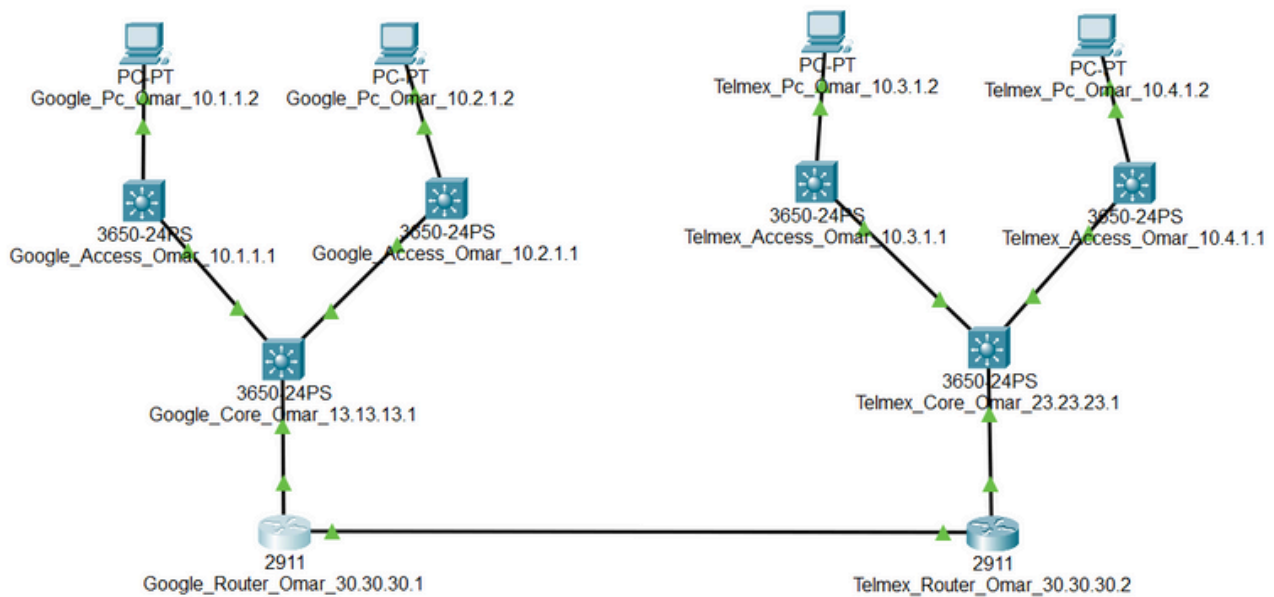 PC-PT
Google_Pc_Omar_10.1.1.2
PC-PT
Google_Pc_Omar_10.2.1.2
PC-PT
Telmex_Pc_Omar_10.3.1.2
PC-PT
Telmex_Pc_Omar_10.4.1.2
3650-24PS
Google_Access_Omar_10.1.1.1
3650-24PS
Google_Access_Omar_10.2.1.1
3650-24PS
Telmex_Access_Omar_10.3.1.1
3650-24PS
Telmex_Access_Omar_10.4.1.1
3650-24PS
Google_Core_Omar_13.13.13.1
3650-24PS
Telmex_Core_Omar_23.23.23.1
2911
Google_Router_Omar_30.30.30.1
2911
Telmex_Router_Omar_30.30.30.2